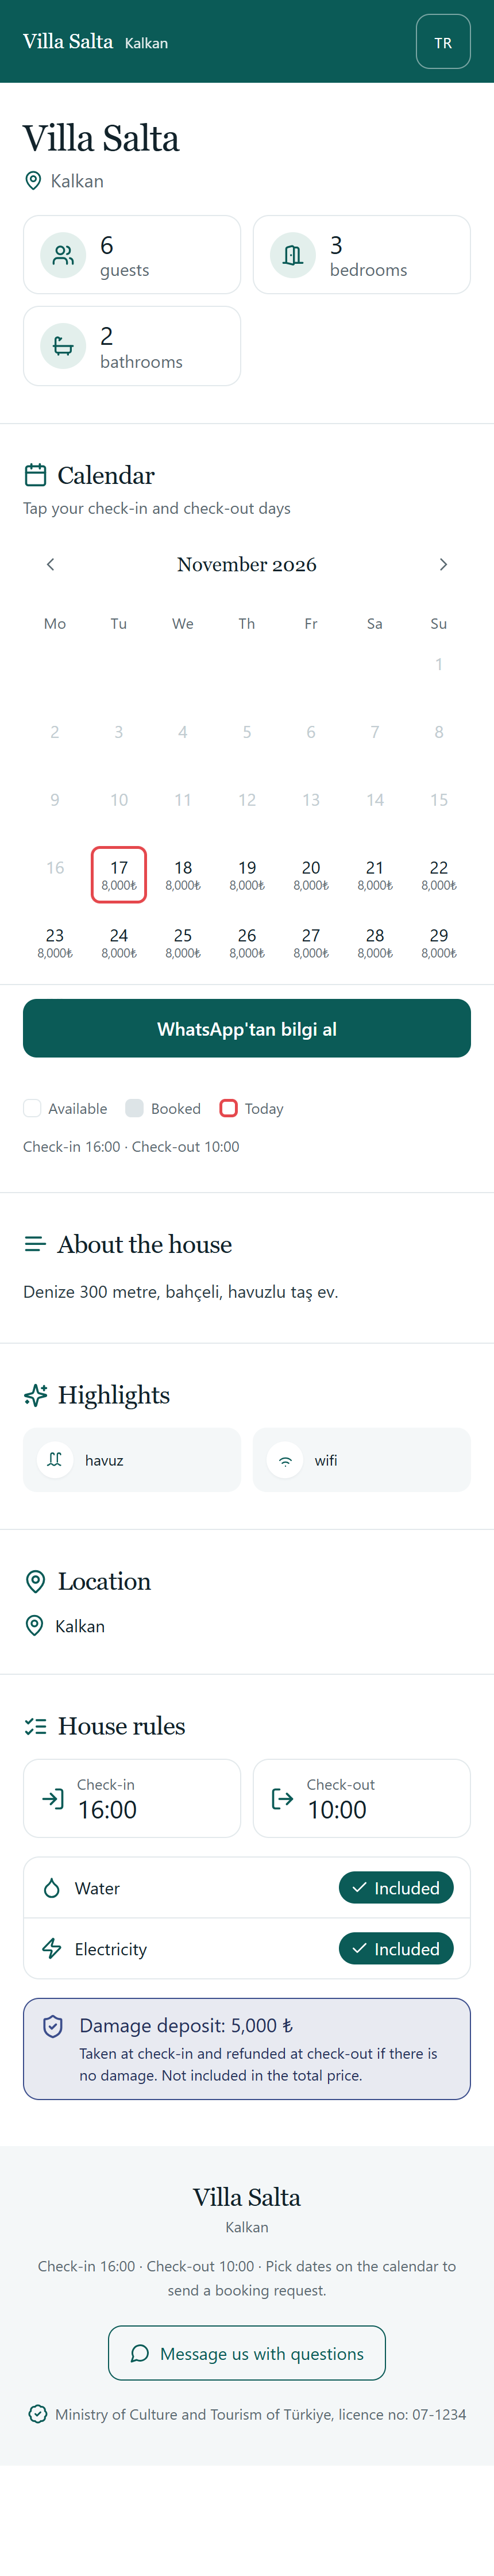 Villa Salta Kalkan
TR
Villa Salta
Kalkan
6
guests
3
bedrooms
2
bathrooms
Calendar
Tap your check-in and check-out days
November 2026
Mo Tu We Th Fr Sa Su
1
2 3 4 5 6 7 8
9 10 11 12 13 14 15
16 17 18 19 20 21 22
8,000₺ 8,000₺ 8,000₺ 8,000₺ 8,000₺ 8,000₺
23 24 25 26 27 28 29
8,000₺ 8,000₺ 8,000₺ 8,000₺ 8,000₺ 8,000₺ 8,000₺
WhatsApp'tan bilgi al
Available Booked Today
Check-in 16:00 · Check-out 10:00
About the house
Denize 300 metre, bahçeli, havuzlu taş ev.
Highlights
havuz
wifi
Location
Kalkan
House rules
Check-in
16:00
Check-out
10:00
Water
Included
Electricity
Included
Damage deposit: 5,000 ₺
Taken at check-in and refunded at check-out if there is
no damage. Not included in the total price.
Villa Salta
Kalkan
Check-in 16:00 · Check-out 10:00 · Pick dates on the calendar to
send a booking request.
Message us with questions
Ministry of Culture and Tourism of Türkiye, licence no: 07-1234